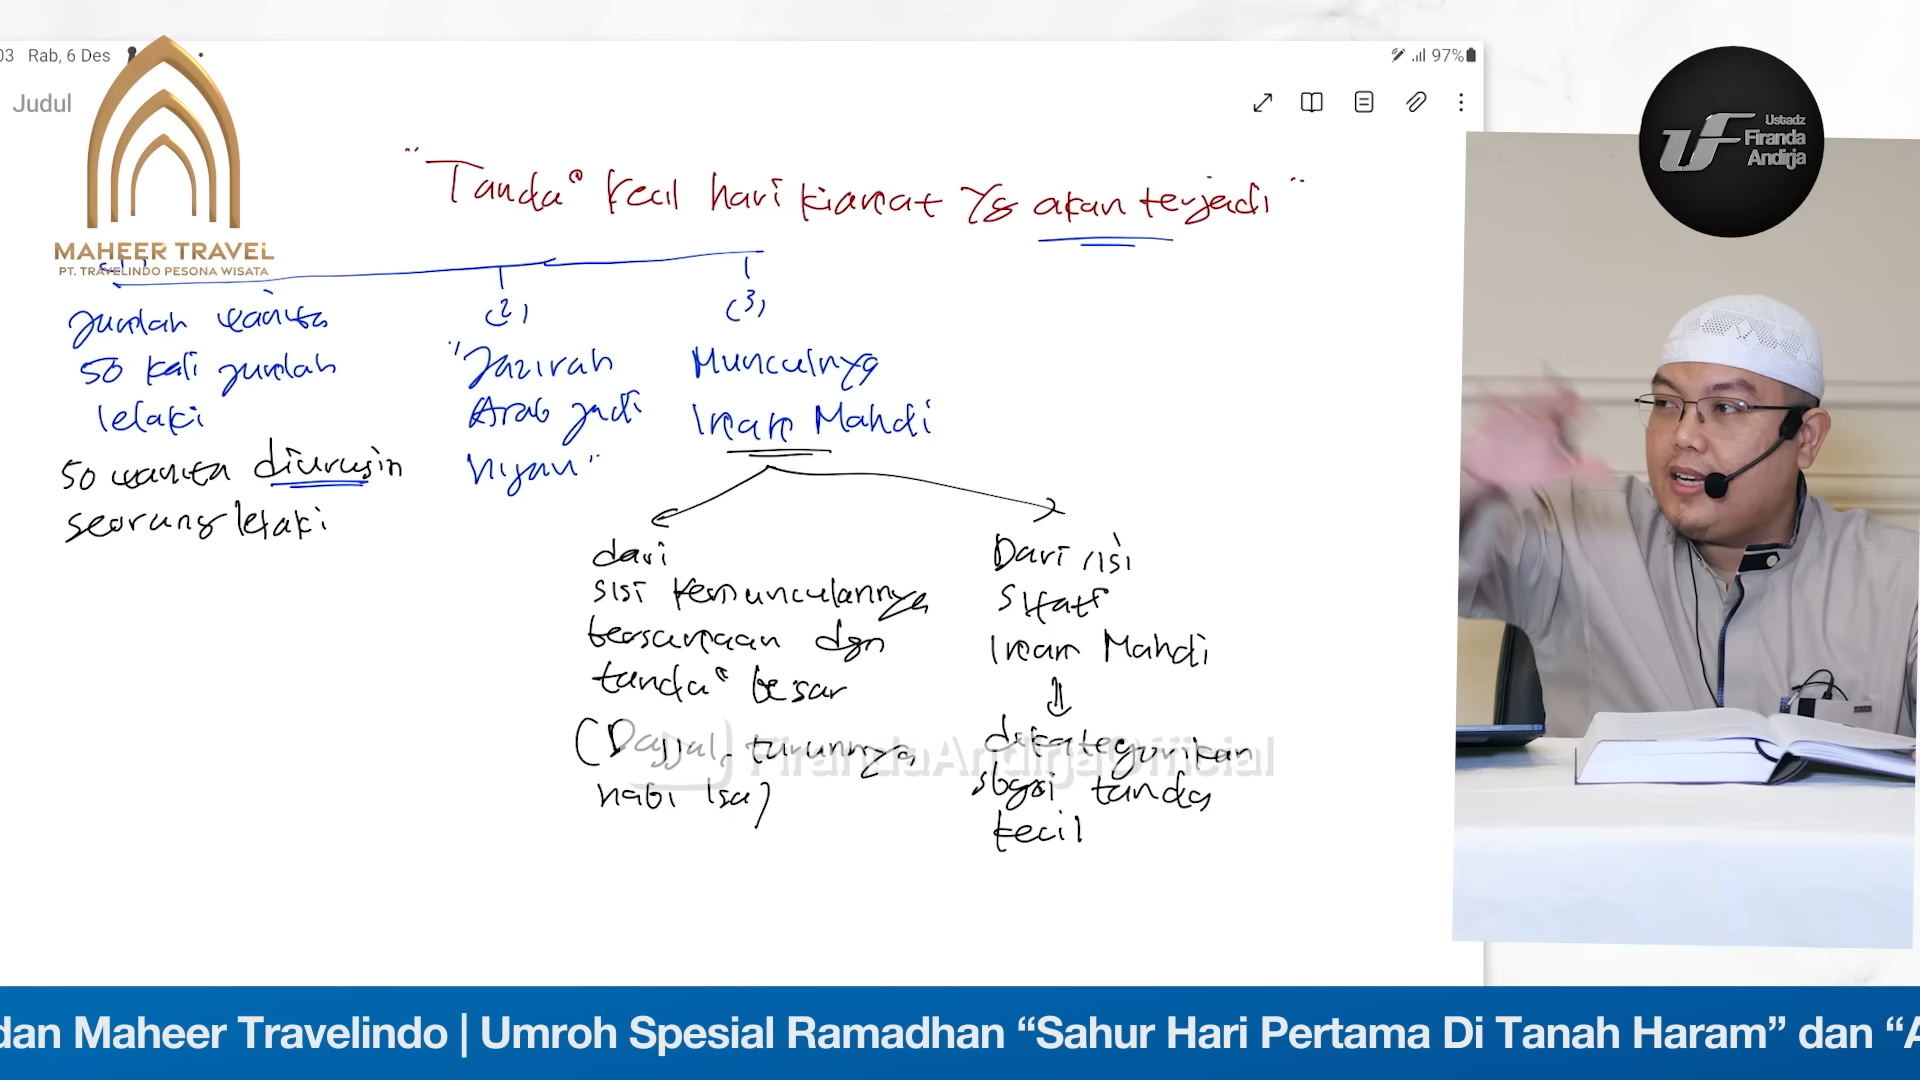 03 Rab, 6 Des
97%
Judul
MAHEER TRAVEL
PT. TRAVELINDO PESONA WISATA
Ustadz
Firanda
Andirja
"Tanda² kecil hari kiamat Yg akan terjadi"
jumlah wanita
50 kali jumlah
lelaki
50 wanita diurusin
seorang lelaki
(2)
"Jazirah
Arab jadi
hijau"
(3)
Munculnya
Imam Mahdi
dari
sisi kemunculannya
bersamaan dgn
tanda² besar
(Dajjal, turunnya
nabi Isa)
Dari sisi
Sifat
Imam Mahdi
dikategorikan
sbgai tanda
kecil
FirandaAndirjaOfficial
dan Maheer Travelindo | Umroh Spesial Ramadhan “Sahur Hari Pertama Di Tanah Haram” dan “A